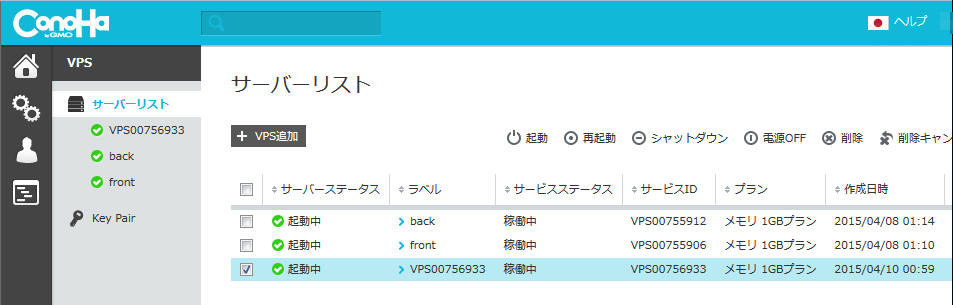 ConoHa
by GMO
ヘルプ
VPS
サーバーリスト
VPS00756933
back
front
Key Pair
サーバーリスト
+ VPS追加
起動 再起動 シャットダウン 電源OFF 削除 削除キャン
サーバーステータス ラベル サービスステータス サービスID プラン 作成日時
起動中 back 稼働中 VPS00755912 メモリ 1GBプラン 2015/04/08 01:14
起動中 front 稼働中 VPS00755906 メモリ 1GBプラン 2015/04/08 01:10
起動中 VPS00756933 稼働中 VPS00756933 メモリ 1GBプラン 2015/04/10 00:59